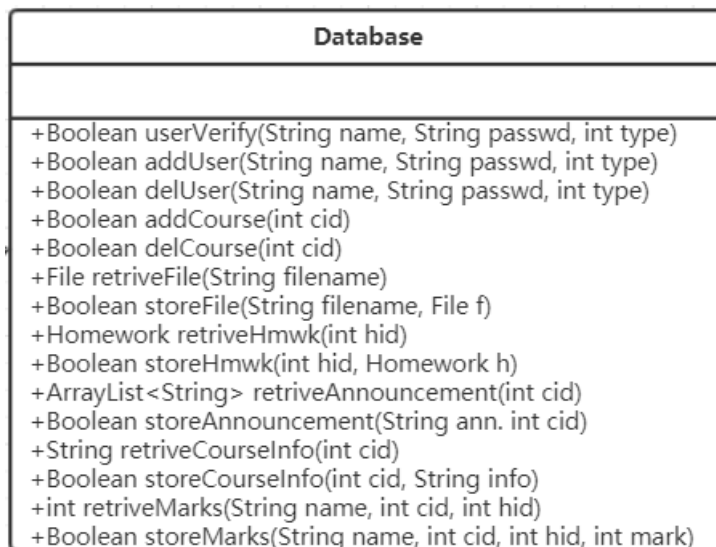 Database
+Boolean userVerify(String name, String passwd, int type)
+Boolean addUser(String name, String passwd, int type)
+Boolean delUser(String name, String passwd, int type)
+Boolean addCourse(int cid)
+Boolean delCourse(int cid)
+File retriveFile(String filename)
+Boolean storeFile(String filename, File f)
+Homework retriveHmwk(int hid)
+Boolean storeHmwk(int hid, Homework h)
+ArrayList<String> retriveAnnouncement(int cid)
+Boolean storeAnnouncement(String ann. int cid)
+String retriveCourseInfo(int cid)
+Boolean storeCourseInfo(int cid, String info)
+int retriveMarks(String name, int cid, int hid)
+Boolean storeMarks(String name, int cid, int hid, int mark)